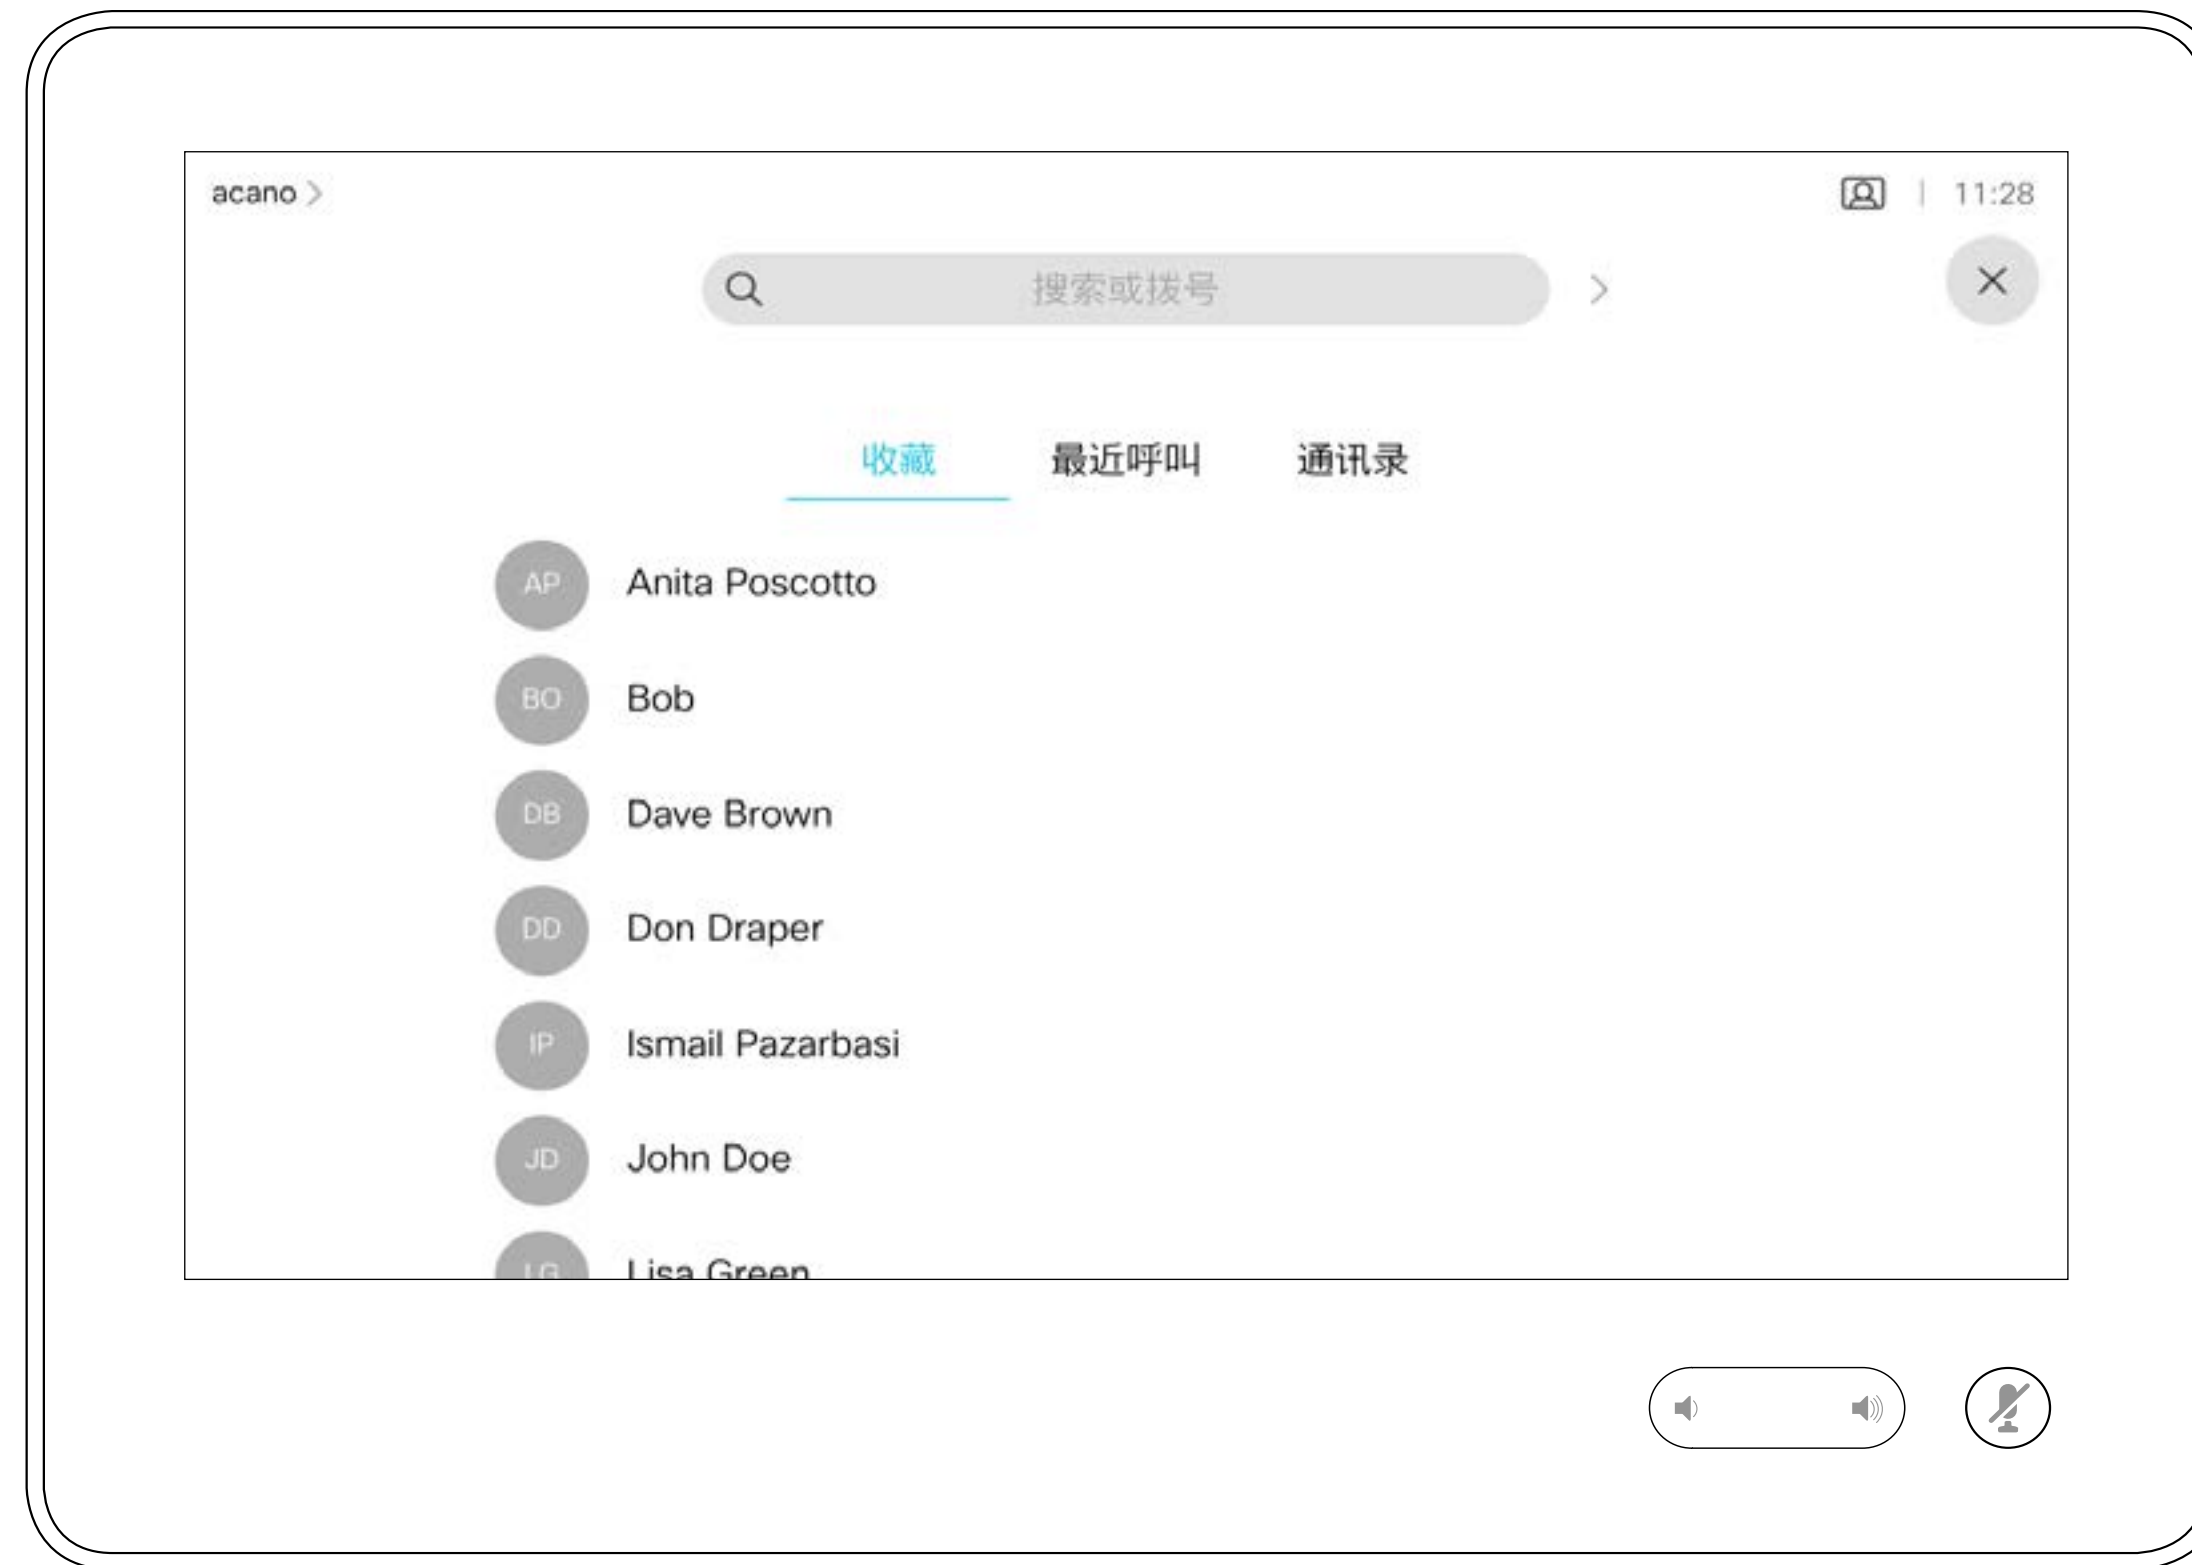 acano
11:28
搜索或拨号
收藏 最近呼叫 通讯录
AP Anita Poscotto
BO Bob
DB Dave Brown
DD Don Draper
IP Ismail Pazarbasi
JD John Doe
LG Lisa Green